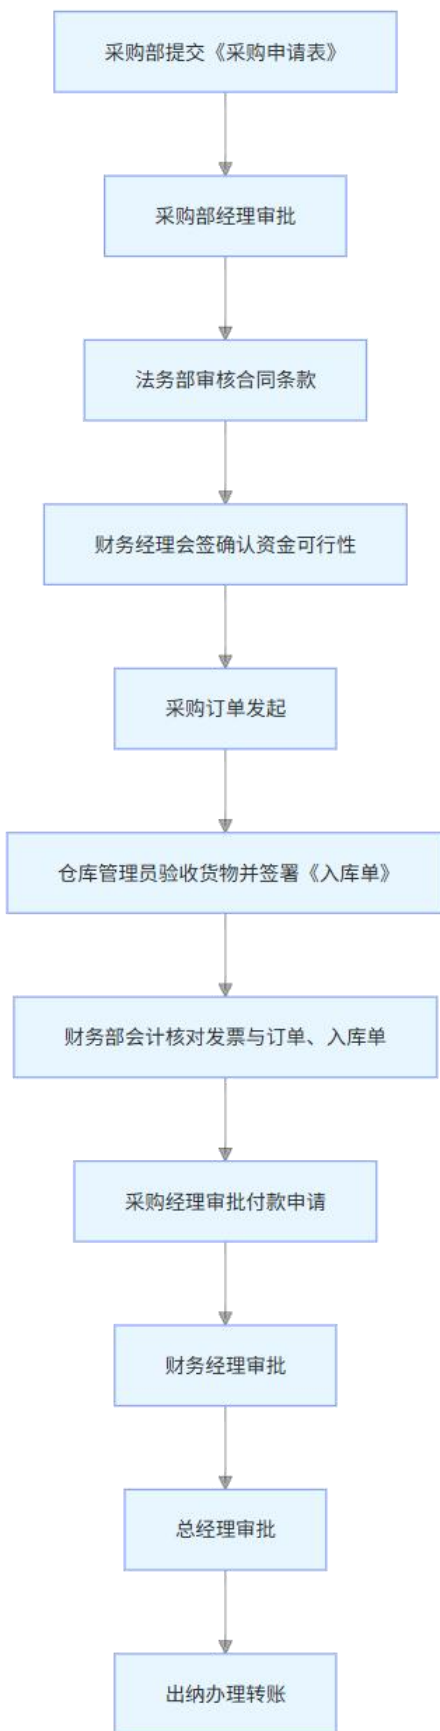 采购部提交《采购申请表》
采购部经理审批
法务部审核合同条款
财务经理会签确认资金可行性
采购订单发起
仓库管理员验收货物并签署《入库单》
财务部会计核对发票与订单、入库单
采购经理审批付款申请
财务经理审批
总经理审批
出纳办理转账